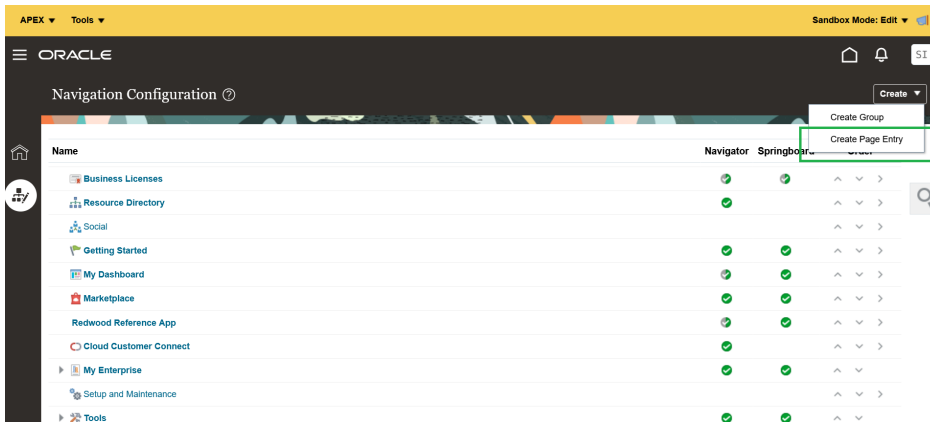 APEX Tools Sandbox Mode: Edit
ORACLE SI
Navigation Configuration Create
Create Group
Create Page Entry
Name Navigator Springboard Order
Business Licenses
Resource Directory
Social
Getting Started
My Dashboard
Marketplace
Redwood Reference App
Cloud Customer Connect
My Enterprise
Setup and Maintenance
Tools